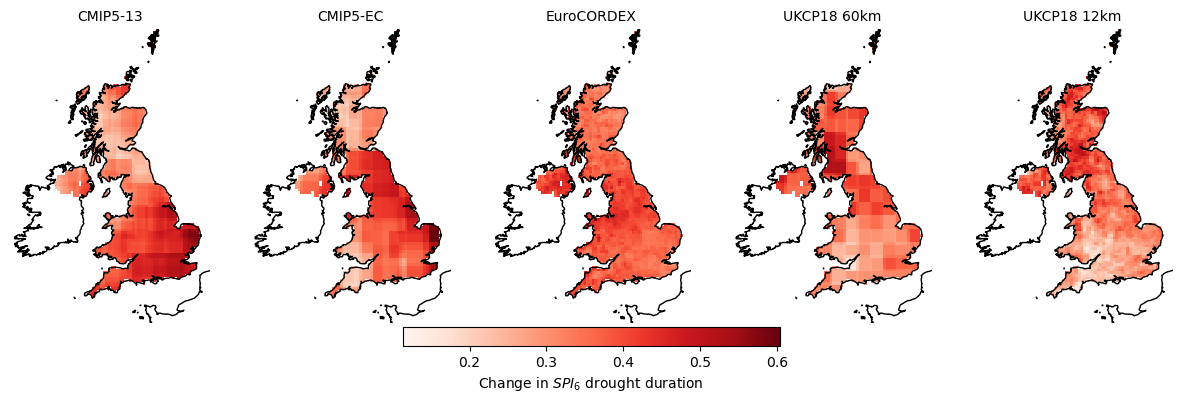 CMIP5-13 CMIP5-EC EuroCORDEX UKCP18 60km UKCP18 12km
0.2 0.3 0.4 0.5 0.6
Change in SPI₆ drought duration